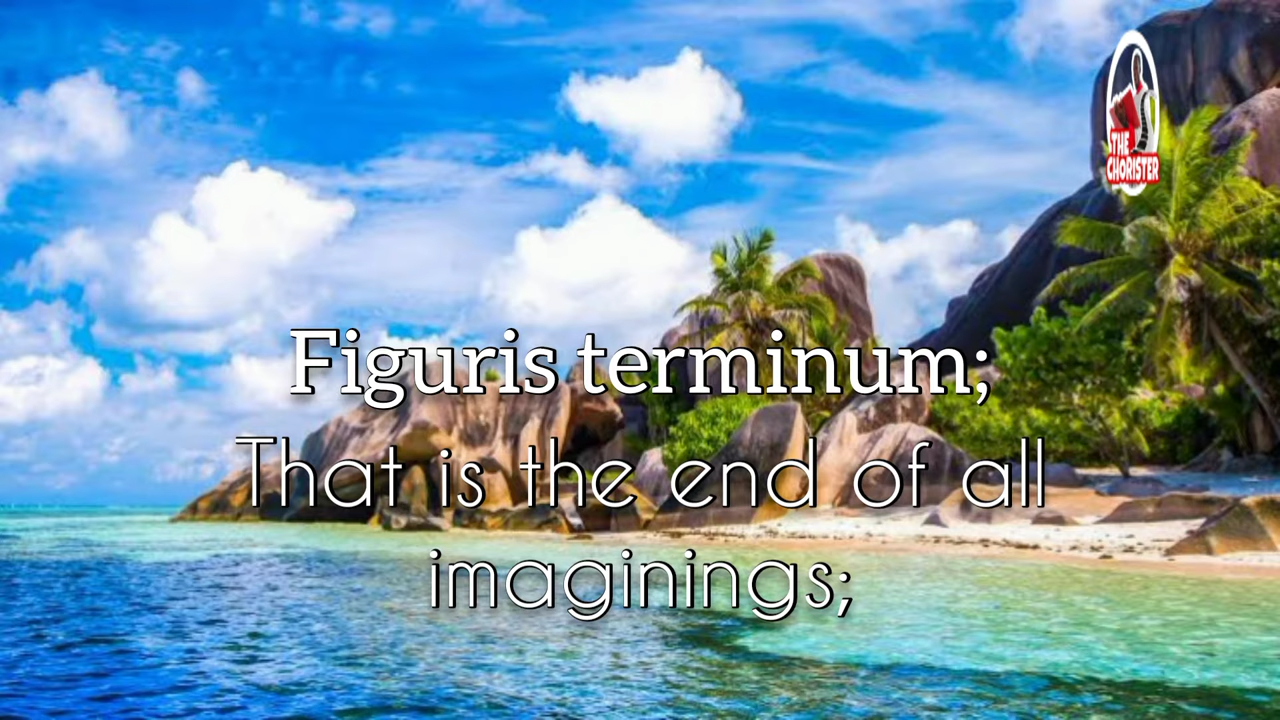 THE
CHORISTER
Figuris terminum;
That is the end of all
imaginings;